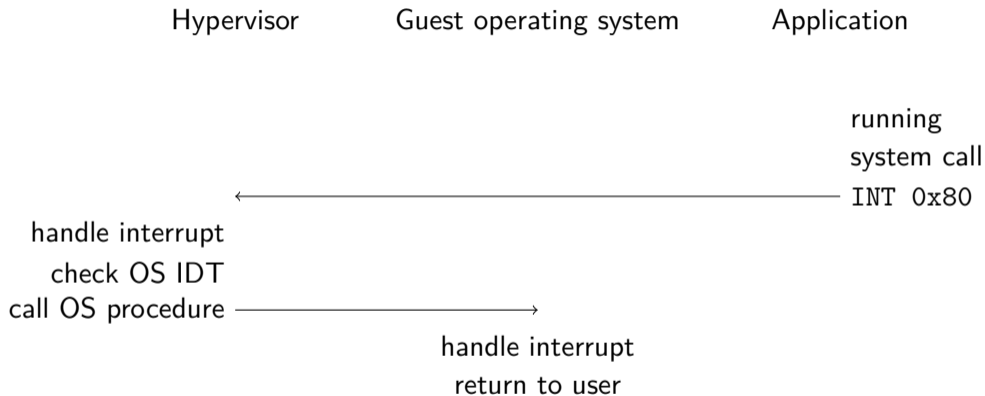 Hypervisor Guest operating system Application
running
system call
INT 0x80
handle interrupt
check OS IDT
call OS procedure
handle interrupt
return to user